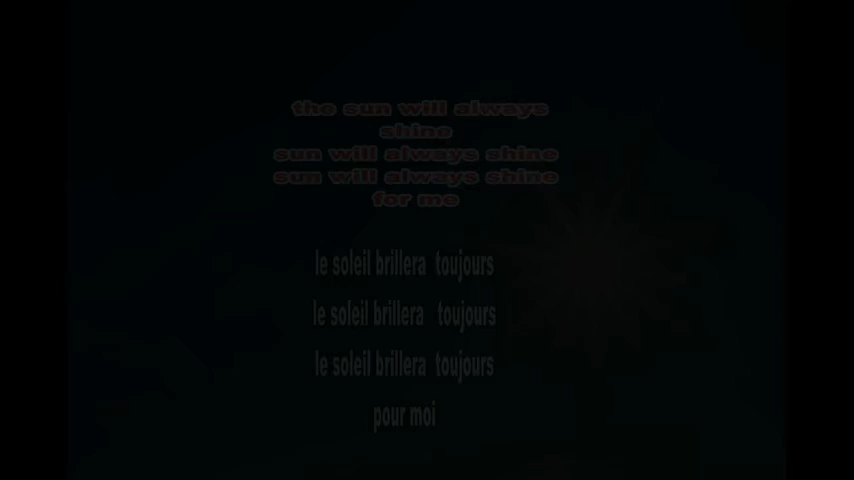 the sun will always
shine
sun will always shine
sun will always shine
for me
le soleil brillera toujours
le soleil brillera toujours
le soleil brillera toujours
pour moi